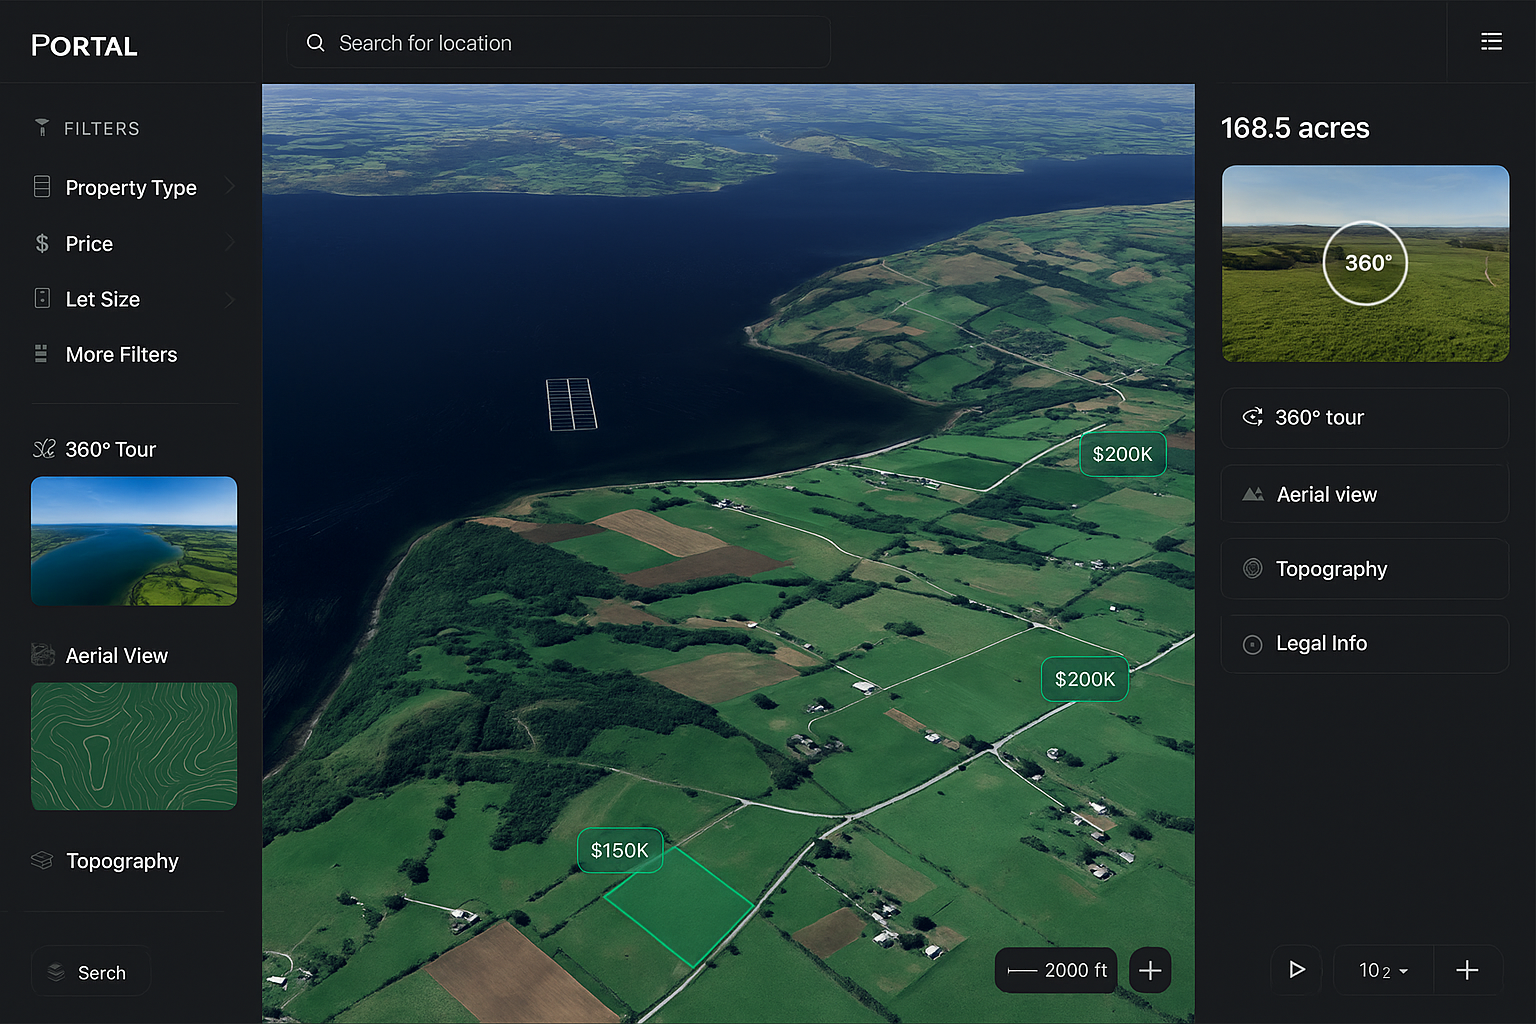 PORTAL
Search for location
FILTERS
Property Type
$ Price
Let Size
More Filters
360° Tour
Aerial View
Topography
Serch
$200K
$200K
$150K
2000 ft
168.5 acres
360°
360° tour
Aerial view
Topography
Legal Info
10 2